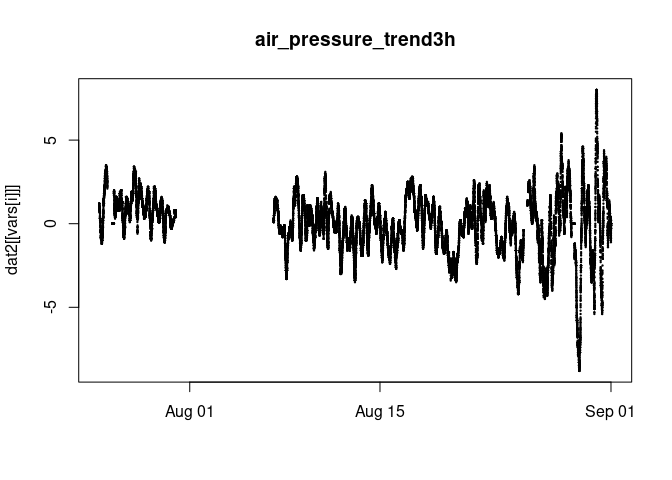 air_pressure_trend3h
dat2[[vars[i]]]
5
0
-5
Aug 01
Aug 15
Sep 01